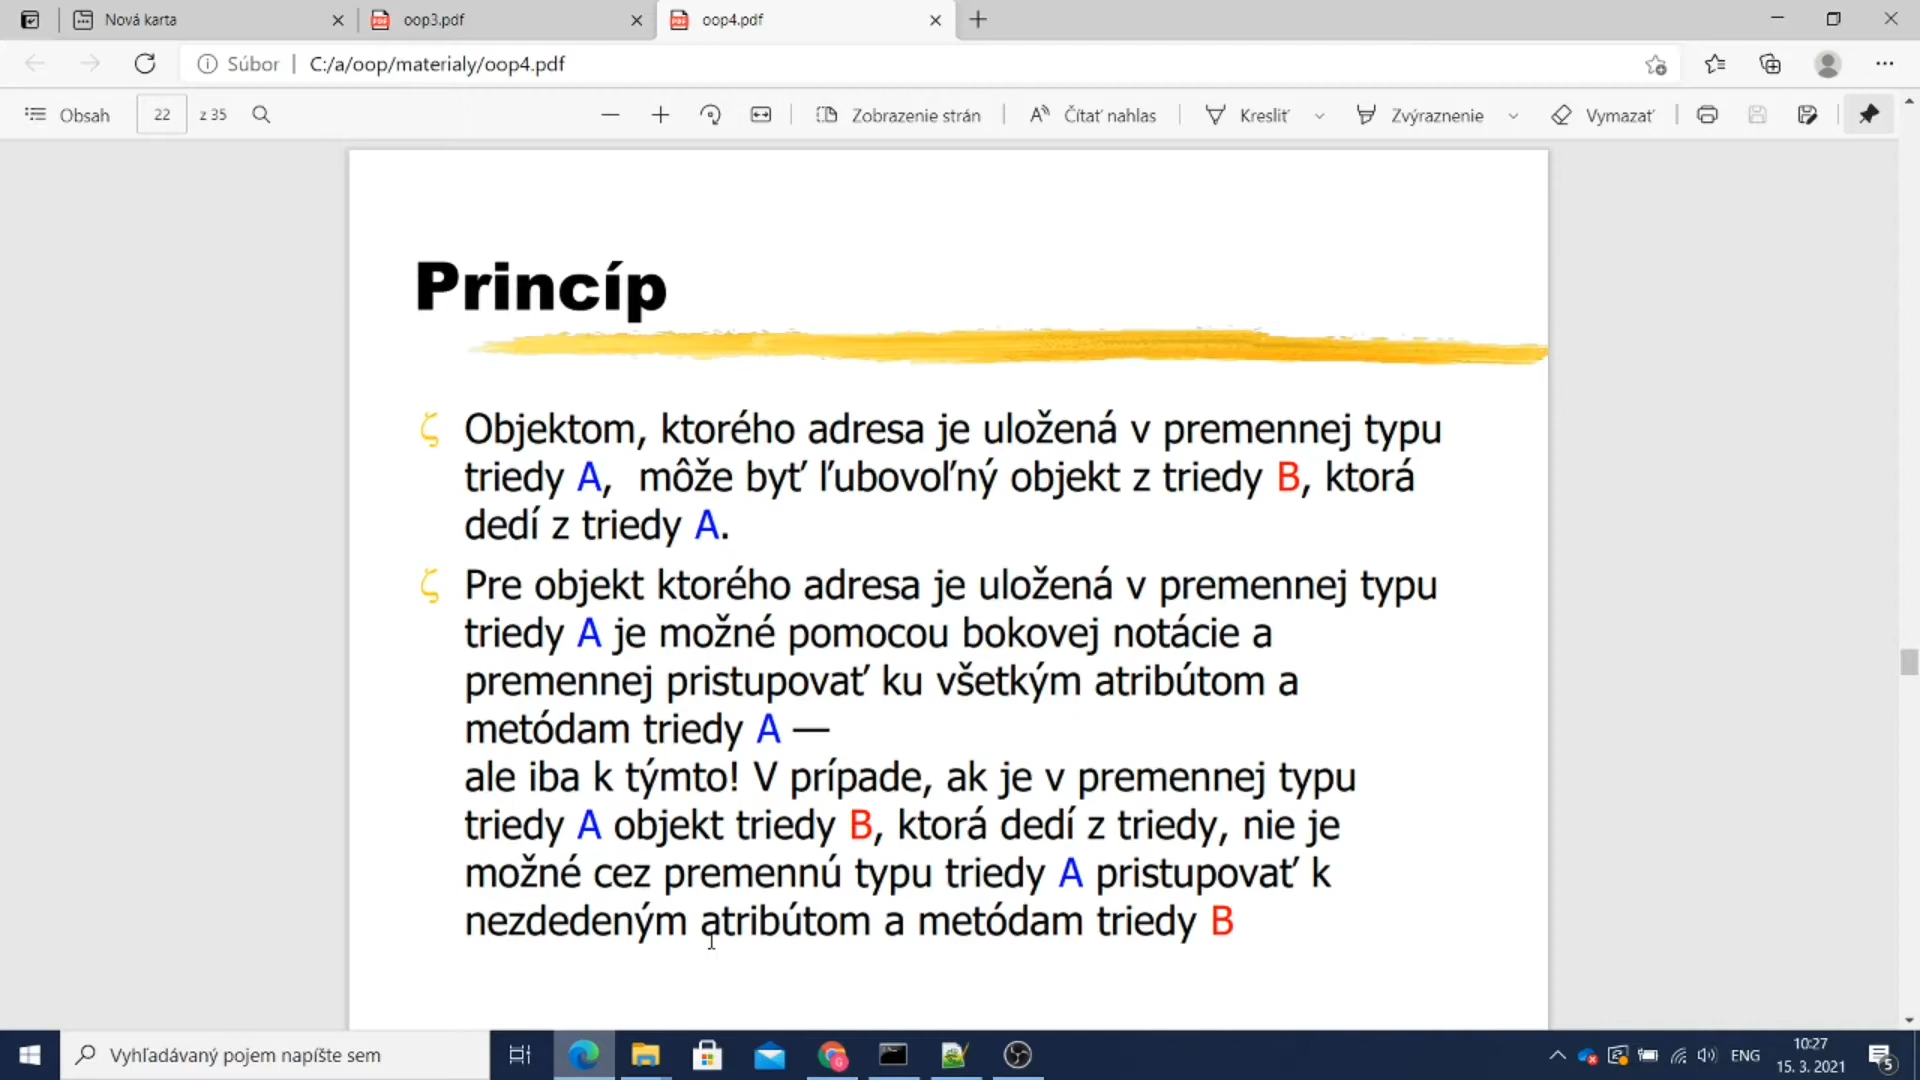 Nová karta
oop3.pdf
oop4.pdf
Súbor | C:/a/oop/materialy/oop4.pdf
Obsah
22
z 35
Zobrazenie strán
Čítať nahlas
Kresliť
Zvýraznenie
Vymazať
Princíp
Objektom, ktorého adresa je uložená v premennej typu
triedy A, môže byť ľubovoľný objekt z triedy B, ktorá
dedí z triedy A.
Pre objekt ktorého adresa je uložená v premennej typu
triedy A je možné pomocou bokovej notácie a
premennej pristupovať ku všetkým atribútom a
metódam triedy A —
ale iba k týmto! V prípade, ak je v premennej typu
triedy A objekt triedy B, ktorá dedí z triedy, nie je
možné cez premennú typu triedy A pristupovať k
nezdedeným atribútom a metódam triedy B
Vyhľadávaný pojem napíšte sem
ENG
10:27
15. 3. 2021
5